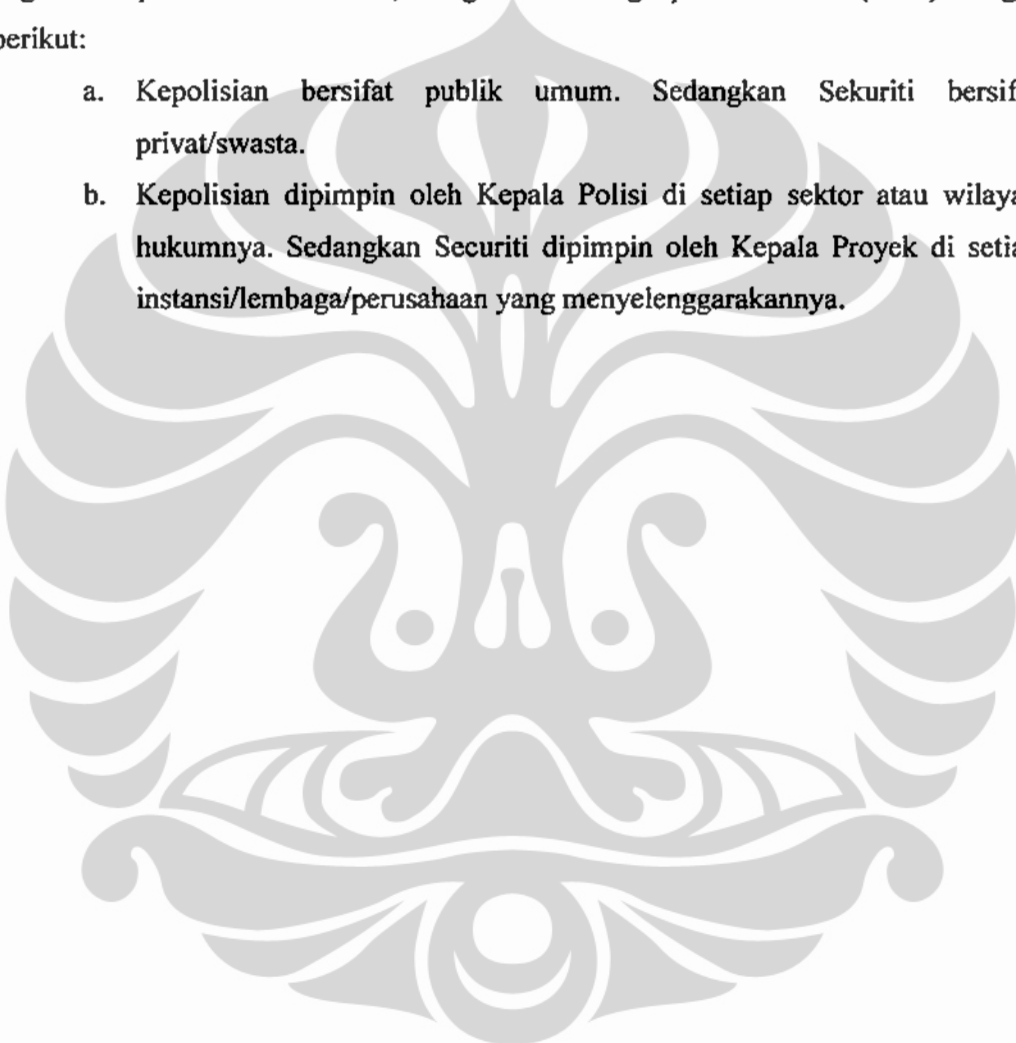 berikut:
a. Kepolisian bersifat publik umum. Sedangkan Sekuriti bersif
privat/swasta.
b. Kepolisian dipimpin oleh Kepala Polisi di setiap sektor atau wilaya
hukumnya. Sedangkan Securiti dipimpin oleh Kepala Proyek di setia
instansi/lembaga/perusahaan yang menyelenggarakannya.